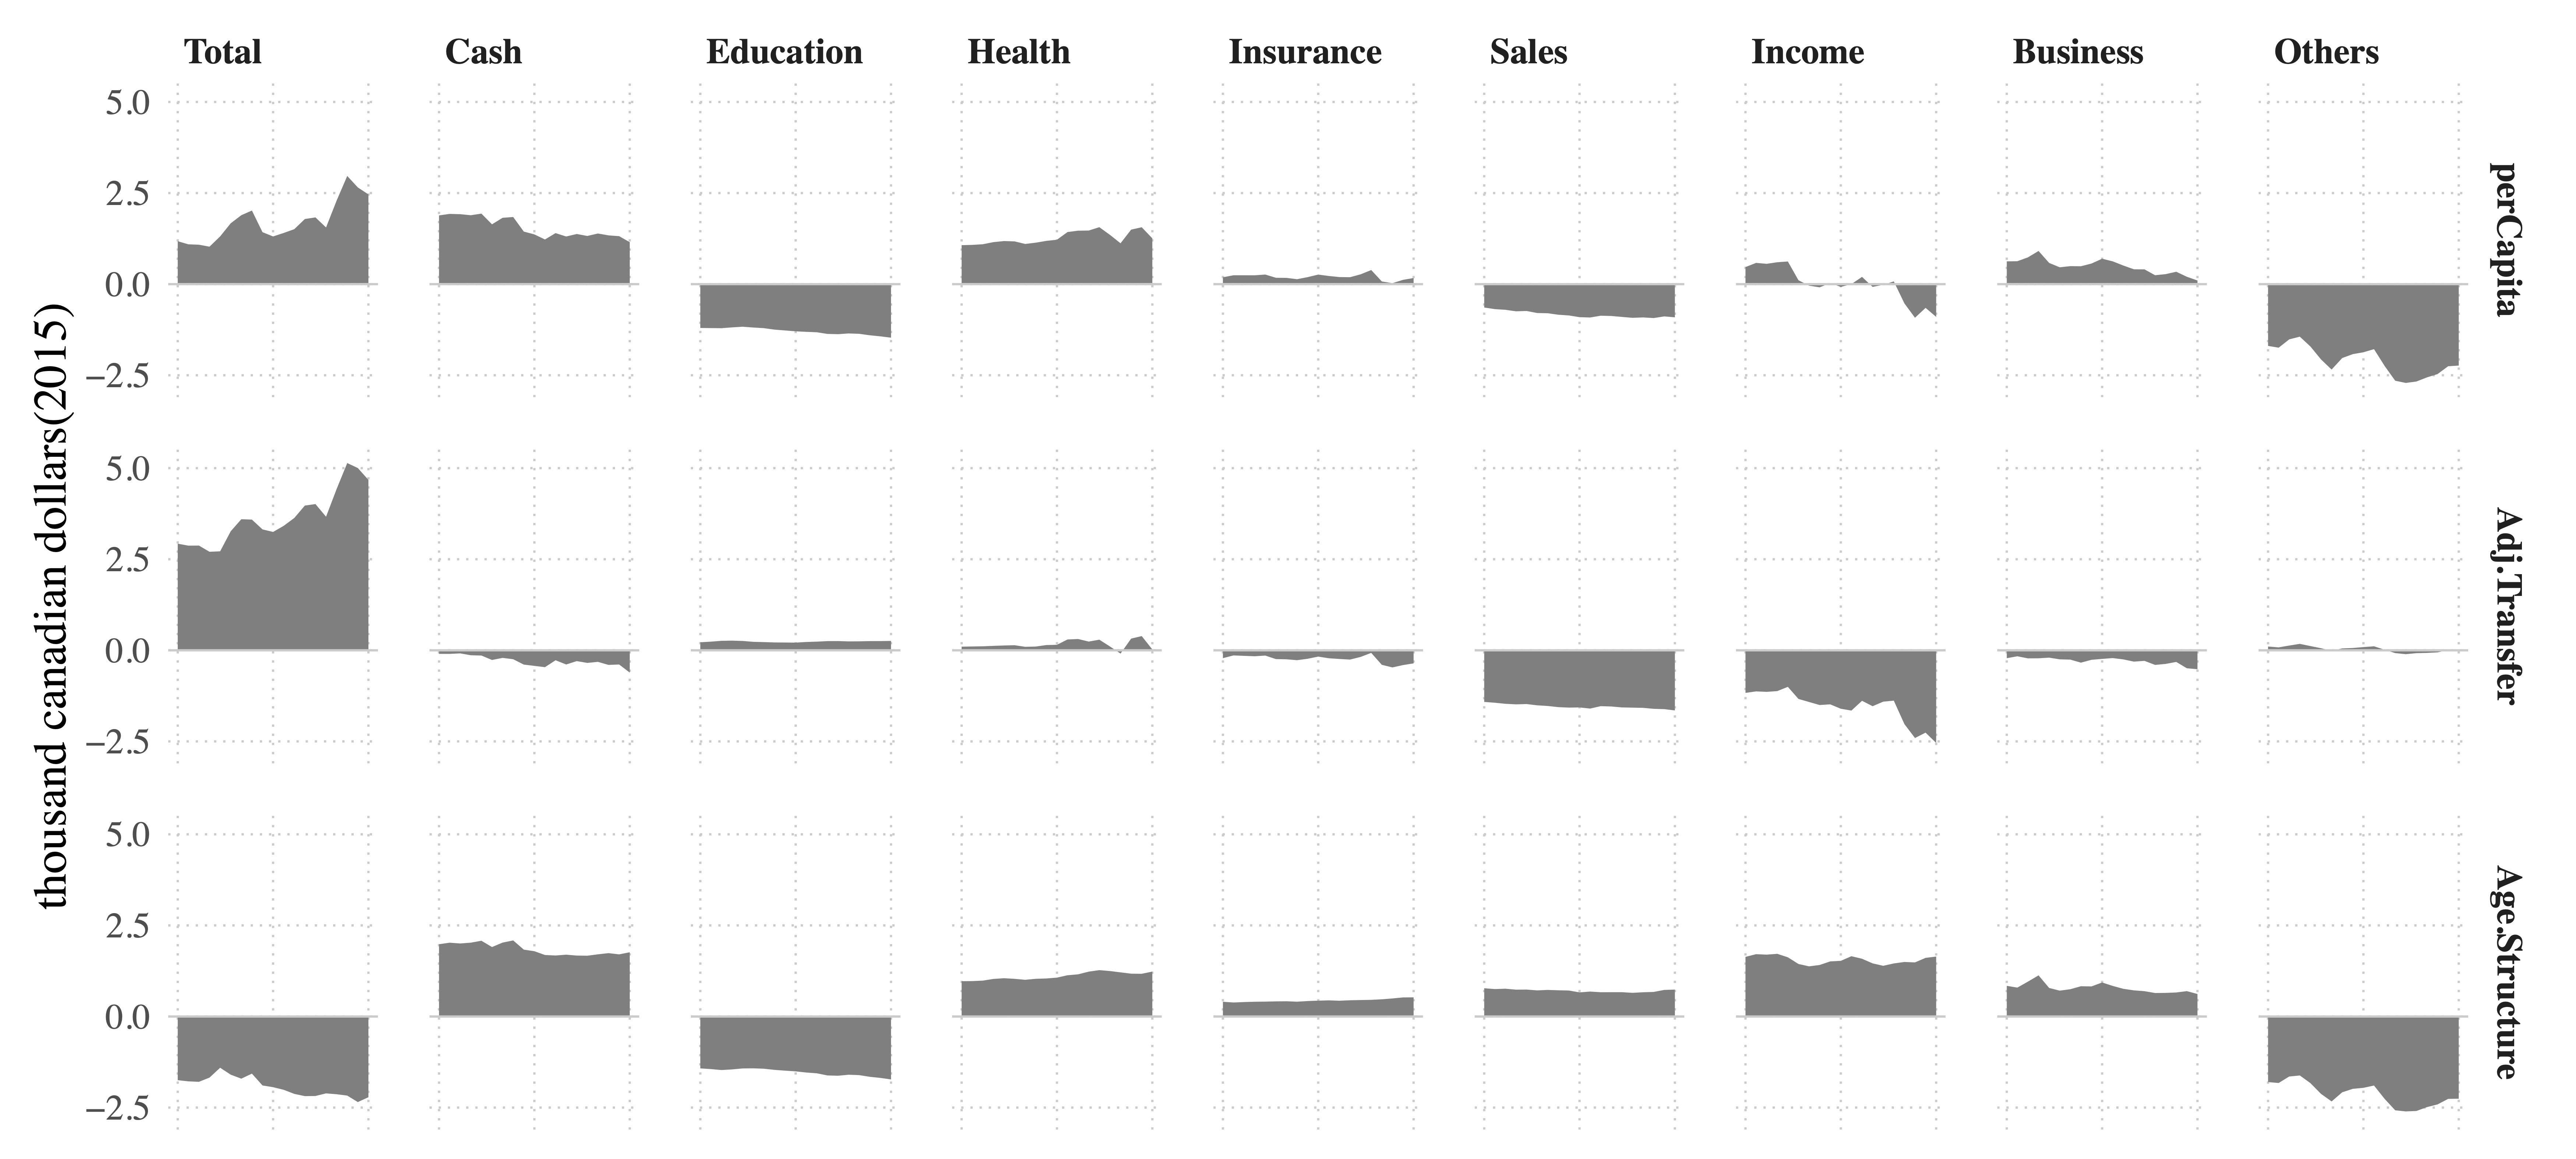 Total Cash Education Health Insurance Sales Income Business Others
thousand canadian dollars(2015)
5.0
2.5
0.0
−2.5
perCapita
5.0
2.5
0.0
−2.5
Adj.Transfer
5.0
2.5
0.0
−2.5
Age.Structure